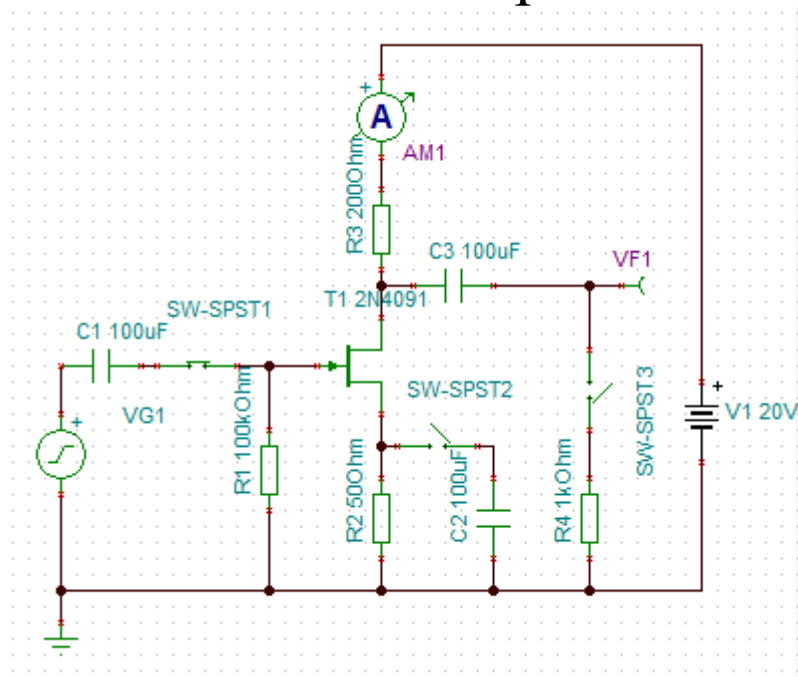 +
A
AM1
R3 200Ohm
C3 100uF
VF1
T1 2N4091
SW-SPST1
C1 100uF
+
VG1
R1 100kOhm
SW-SPST2
R2 50Ohm
C2 100uF
SW-SPST3
R4 1kOhm
+
V1 20V